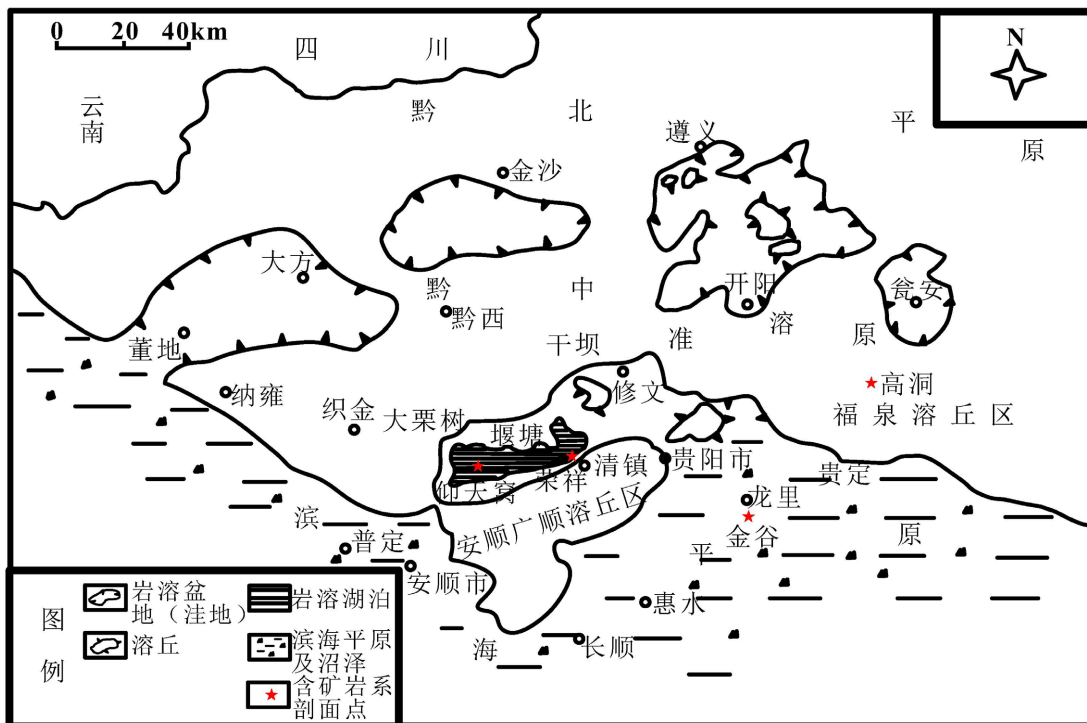 0 20 40km
N
四川
云南
黔北平原
遵义
金沙
大方
黔中准溶原
开阳
瓮安
黔西
董地
干坝
高洞
纳雍
修文
福泉溶丘区
织金
大栗树
堰塘
清镇
贵阳市
仰天窝
荣祥
贵定
龙里
安顺广顺溶丘区
金谷
滨海平原
普定
安顺市
惠水
长顺
图例
岩溶盆地（洼地）
岩溶湖泊
溶丘
滨海平原及沼泽
含矿岩系剖面点